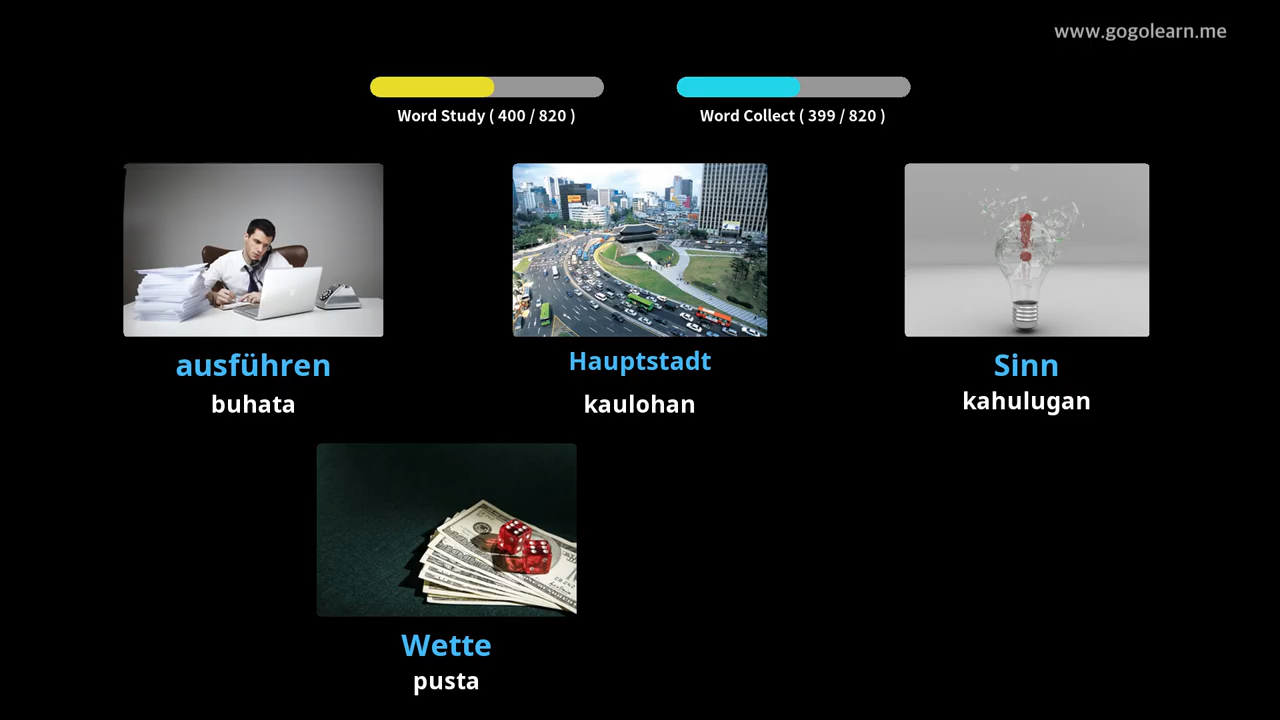 www.gogolearn.me
Word Study ( 400 / 820 )
Word Collect ( 399 / 820 )
ausführen
buhata
Hauptstadt
kaulohan
Sinn
kahulugan
Wette
pusta